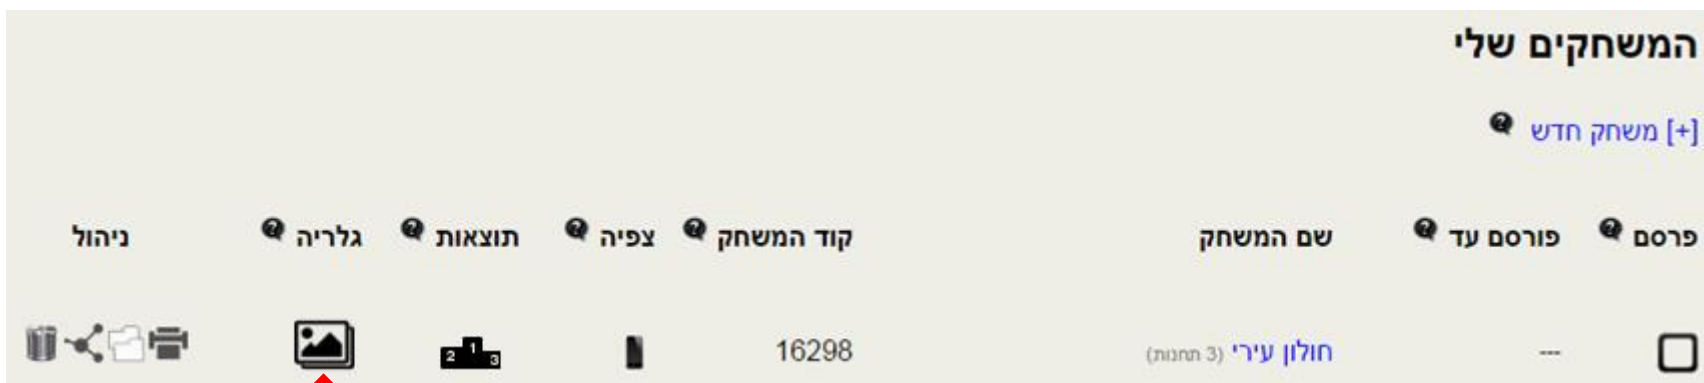 המשחקים שלי
[+] משחק חדש
פרסם פורסם עד שם המשחק קוד המשחק צפיה תוצאות גלריה ניהול
--- חולון עירי (3 תחנות) 16298 2 1 3